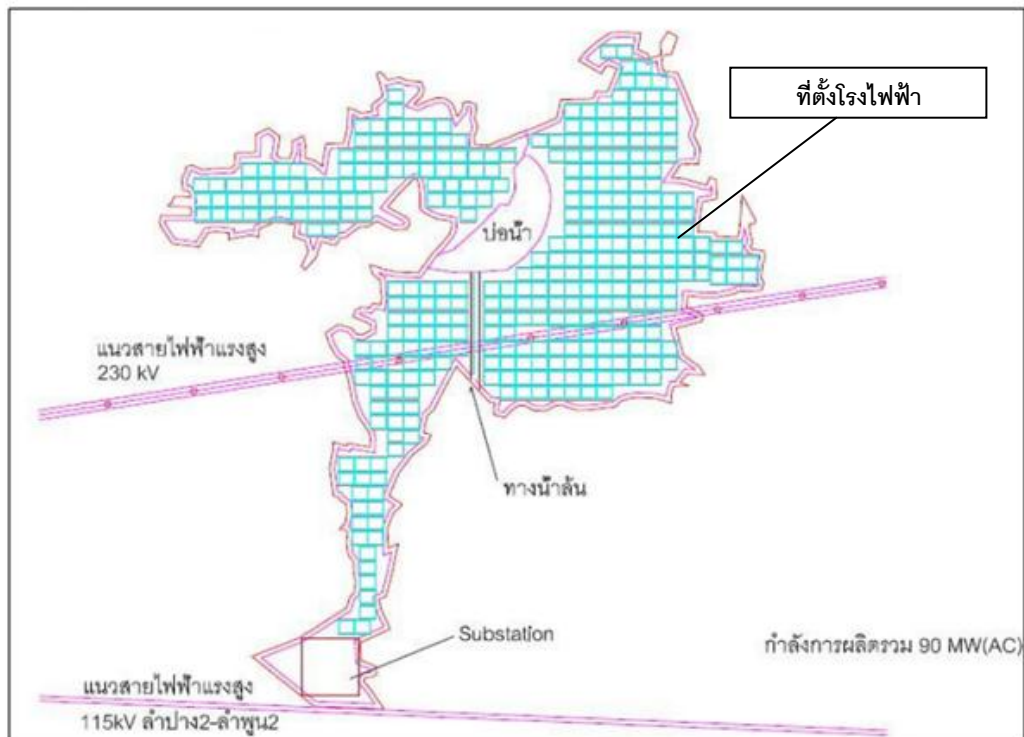 ที่ตั้งโรงไฟฟ้า
บ่อน้ำ
แนวสายไฟฟ้าแรงสูง
230 kV
ทางน้ำล้น
Substation
กำลังการผลิตรวม 90 MW(AC)
แนวสายไฟฟ้าแรงสูง
115kV ลำปาง2-ลำพูน2